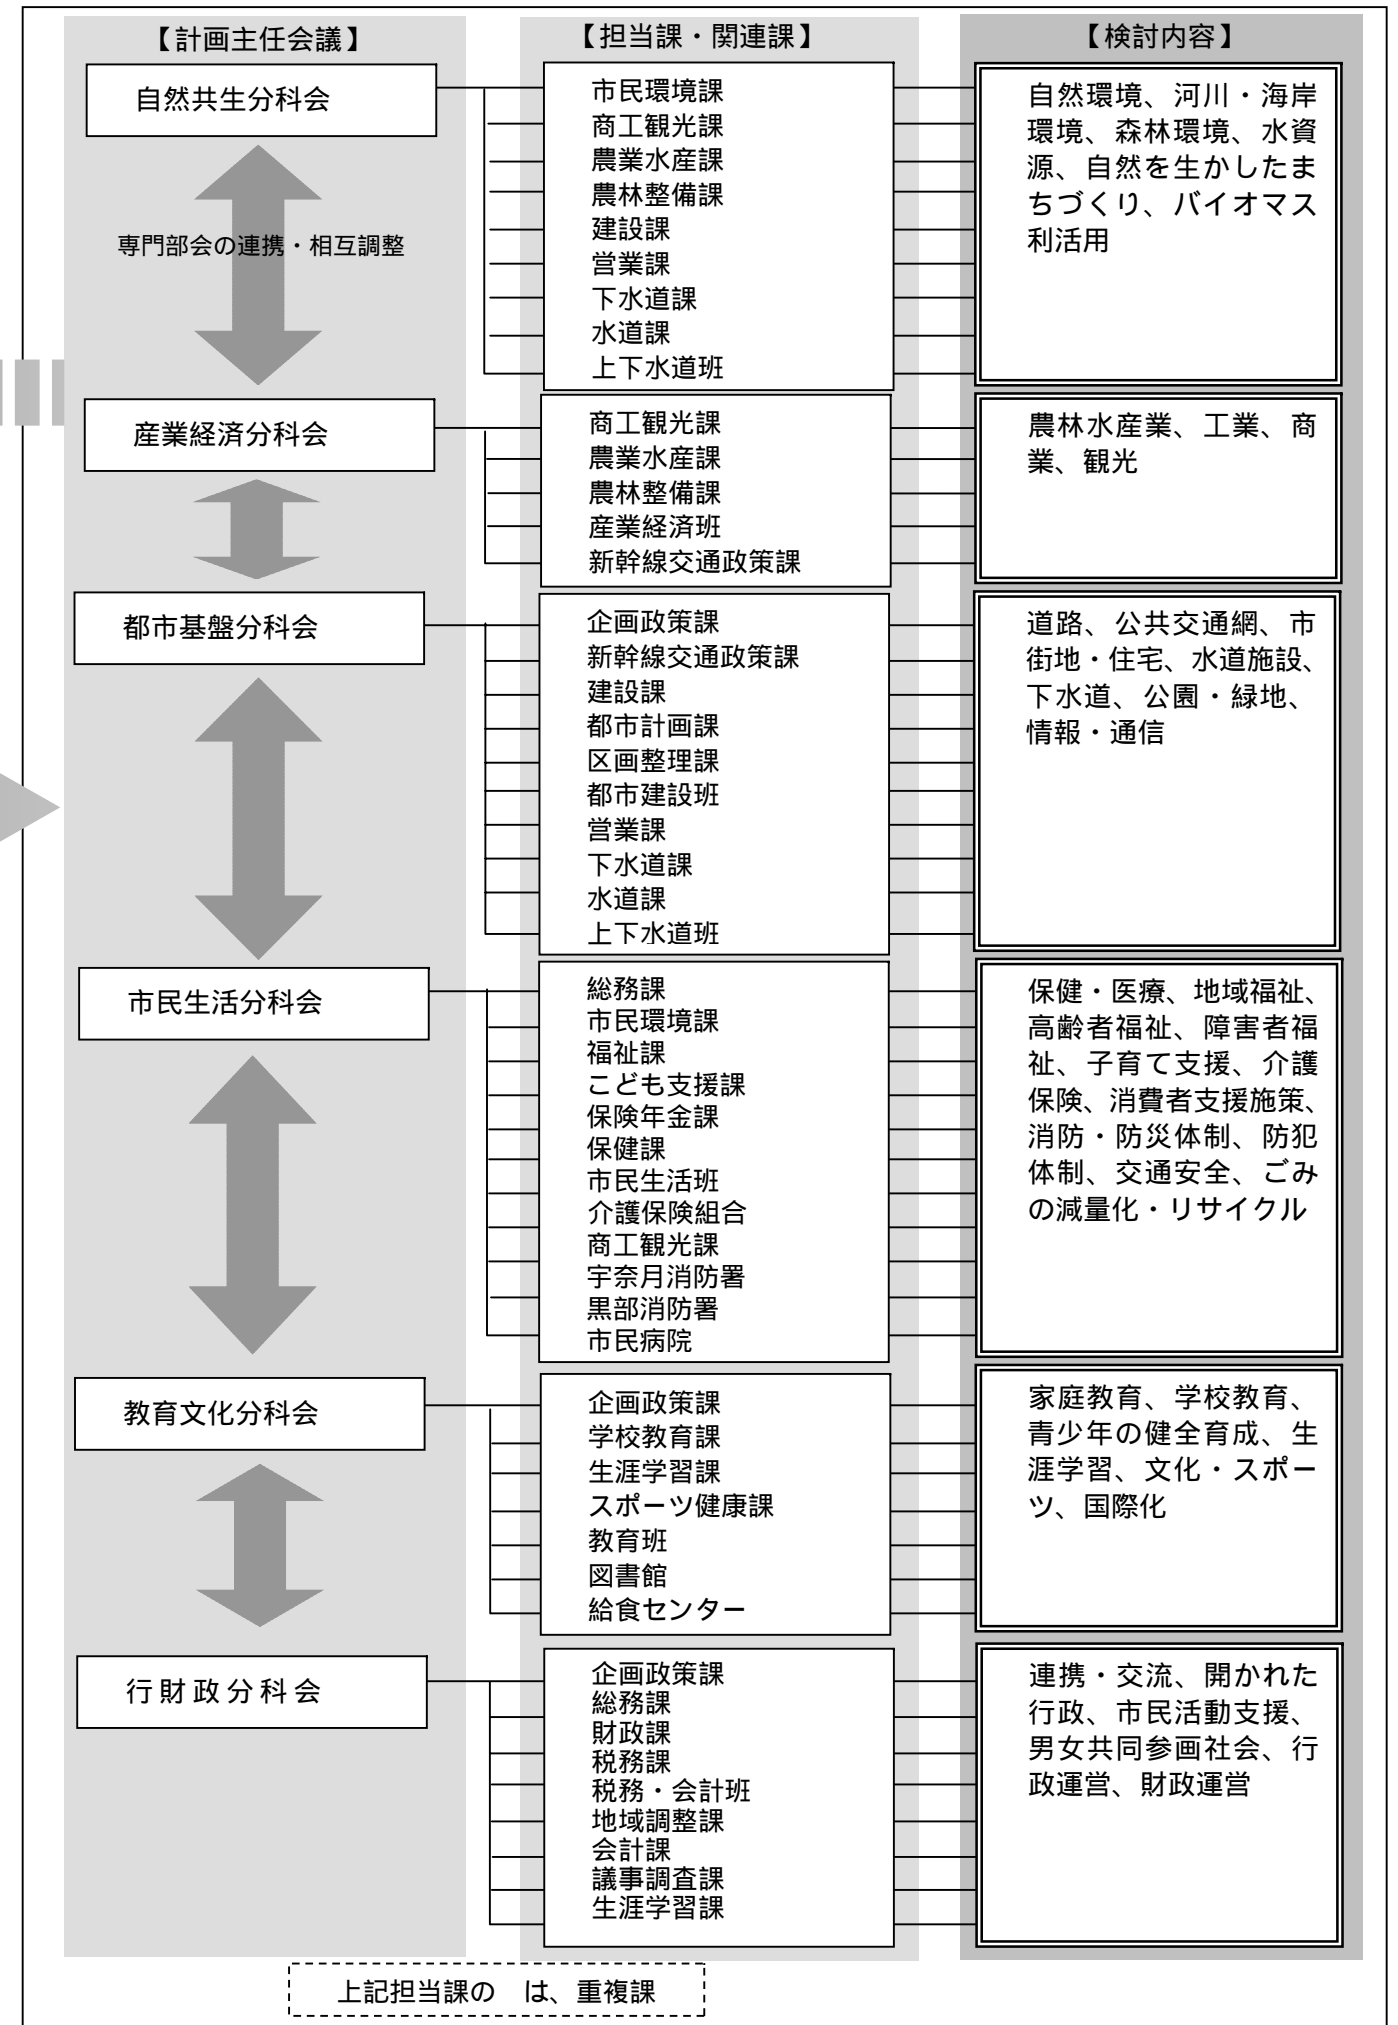 【計画主任会議】
【担当課・関連課】
【検討内容】
自然共生分科会
市民環境課
商工観光課
農業水産課
農林整備課
建設課
営業課
下水道課
水道課
上下水道班
自然環境、河川・海岸
環境、森林環境、水資
源、自然を生かしたま
ちづくり、バイオマス
利活用
専門部会の連携・相互調整
産業経済分科会
商工観光課
農業水産課
農林整備課
産業経済班
新幹線交通政策課
農林水産業、工業、商
業、観光
都市基盤分科会
企画政策課
新幹線交通政策課
建設課
都市計画課
区画整理課
都市建設班
営業課
下水道課
水道課
上下水道班
道路、公共交通網、市
街地・住宅、水道施設、
下水道、公園・緑地、
情報・通信
市民生活分科会
総務課
市民環境課
福祉課
こども支援課
保険年金課
保健課
市民生活班
介護保険組合
商工観光課
宇奈月消防署
黒部消防署
市民病院
保健・医療、地域福祉、
高齢者福祉、障害者福
祉、子育て支援、介護
保険、消費者支援施策、
消防・防災体制、防犯
体制、交通安全、ごみ
の減量化・リサイクル
教育文化分科会
企画政策課
学校教育課
生涯学習課
スポーツ健康課
教育班
図書館
給食センター
家庭教育、学校教育、
青少年の健全育成、生
涯学習、文化・スポー
ツ、国際化
行財政分科会
企画政策課
総務課
財政課
税務課
税務・会計班
地域調整課
会計課
議事調査課
生涯学習課
連携・交流、開かれた
行政、市民活動支援、
男女共同参画社会、行
政運営、財政運営
上記担当課の　は、重複課